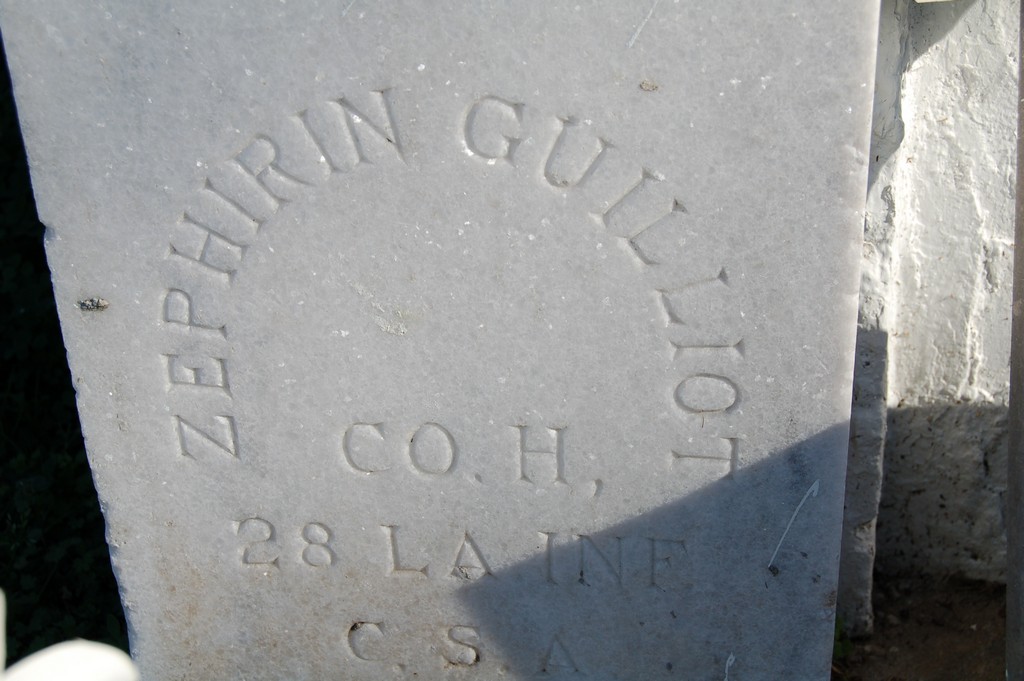 ZEPHIRIN GUILLIOT
CO. H,
28 LA INF
C. S. A